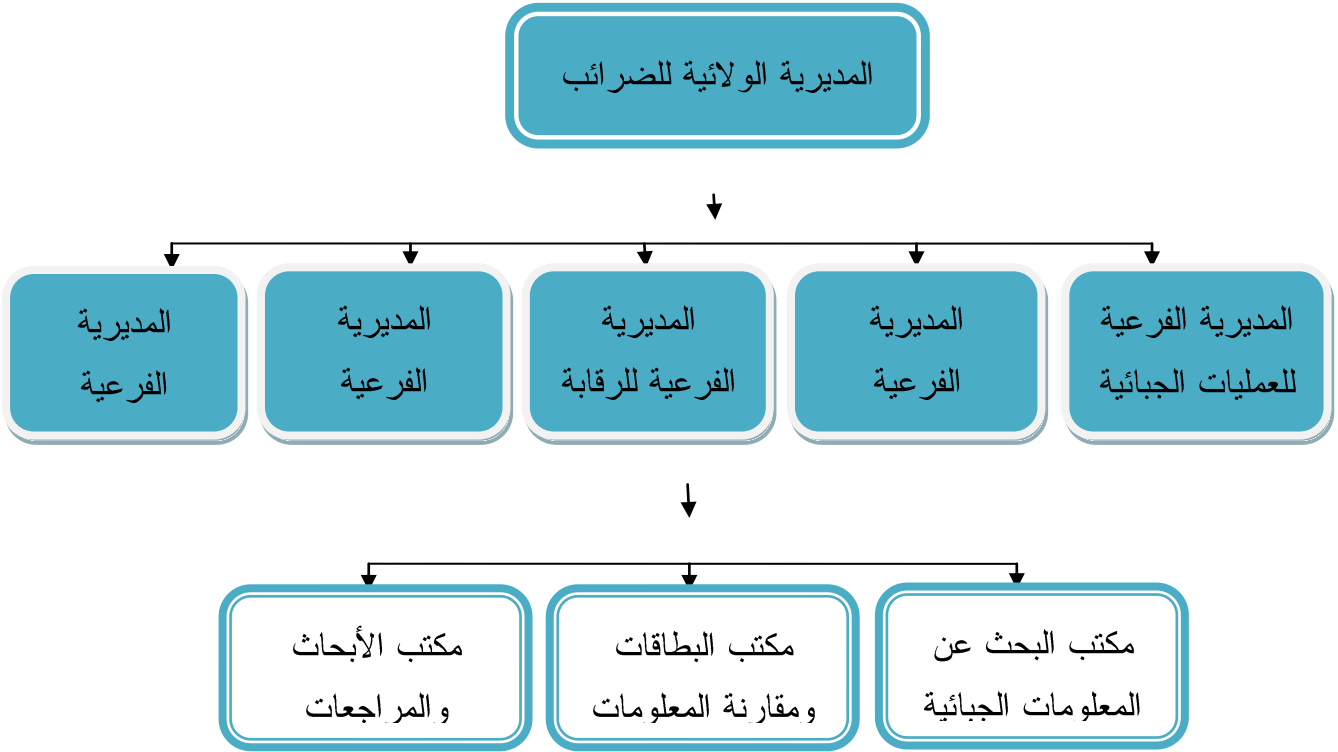 المديرية الولائية للضرائب
المديرية الفرعية
للعمليات الجبائية
المديرية
الفرعية
المديرية
الفرعية للرقابة
المديرية
الفرعية
المديرية
الفرعية
مكتب البحث عن
المعلومات الجبائية
مكتب البطاقات
ومقارنة المعلومات
مكتب الأبحاث
والمراجعات